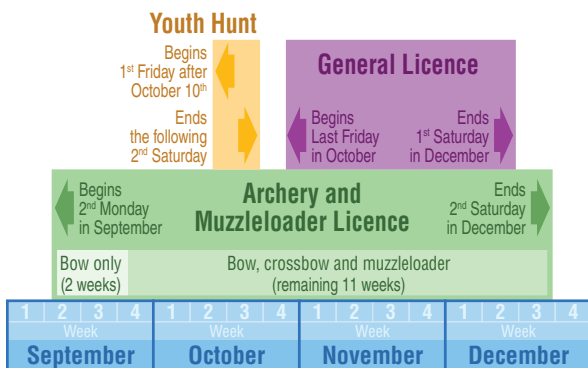 Youth Hunt
Begins
1st Friday after
October 10th
Ends
the following
2nd Saturday
General Licence
Begins
Last Friday
in October
Ends
1st Saturday
in December
Begins
2nd Monday
in September
Archery and
Muzzleloader Licence
Ends
2nd Saturday
in December
Bow only
(2 weeks)
Bow, crossbow and muzzleloader
(remaining 11 weeks)
1 2 3 4 1 2 3 4 1 2 3 4 1 2 3 4
Week Week Week Week
September October November December